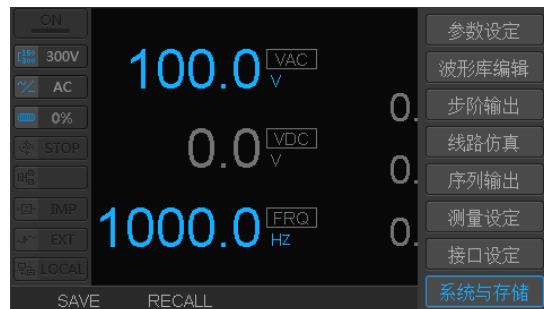 ON
150 300 300V
AC
0%
STOP
IMP
EXT
LOCAL
100.0 VAC V
0.
0.0 VDC V
0.
1000.0 FRQ HZ
0.
参数设定
波形库编辑
步阶输出
线路仿真
序列输出
测量设定
接口设定
系统与存储
SAVE RECALL